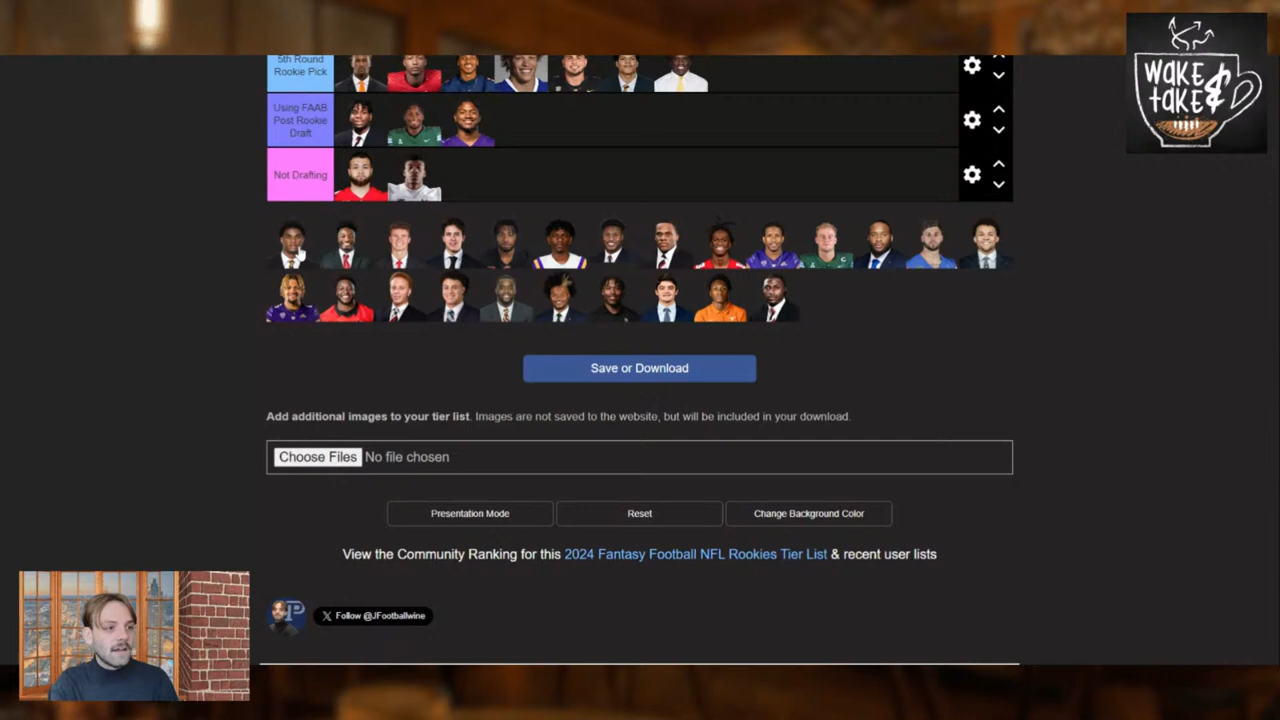 5th Round
Rookie Pick
Using FAAB
Post Rookie
Draft
Not Drafting
WAKE &
TAKE
Save or Download
Add additional images to your tier list. Images are not saved to the website, but will be included in your download.
Choose Files No file chosen
Presentation Mode
Reset
Change Background Color
View the Community Ranking for this 2024 Fantasy Football NFL Rookies Tier List & recent user lists
P
X Follow @JFootballwine